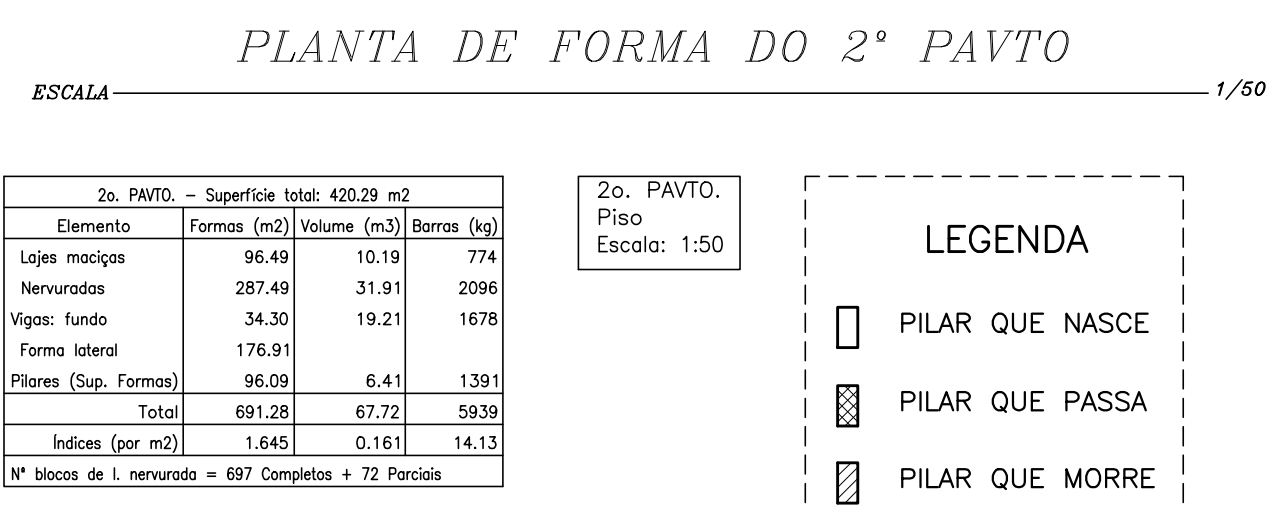 PLANTA DE FORMA DO 2º PAVTO
ESCALA 1/50
2o. PAVTO. – Superfície total: 420.29 m2
Elemento Formas (m2) Volume (m3) Barras (kg)
Lajes maciças 96.49 10.19 774
Nervuradas 287.49 31.91 2096
Vigas: fundo 34.30 19.21 1678
Forma lateral 176.91
Pilares (Sup. Formas) 96.09 6.41 1391
Total 691.28 67.72 5939
Índices (por m2) 1.645 0.161 14.13
Nº blocos de l. nervurada = 697 Completos + 72 Parciais
2o. PAVTO.
Piso
Escala: 1:50
LEGENDA
PILAR QUE NASCE
PILAR QUE PASSA
PILAR QUE MORRE